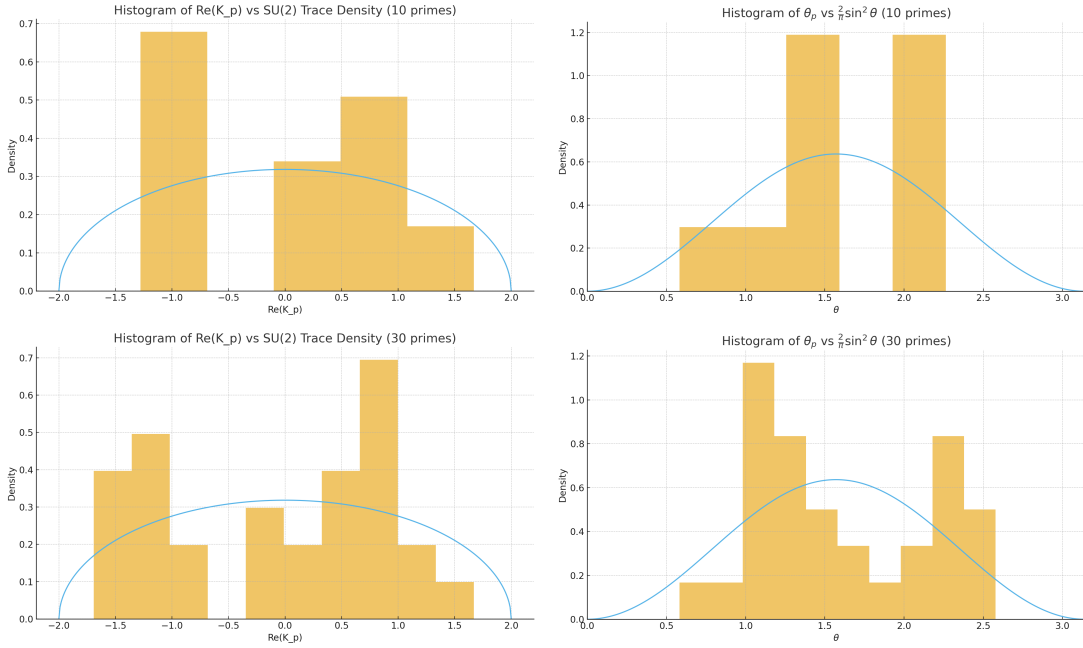 Histogram of Re(K_p) vs SU(2) Trace Density (10 primes)
Density
0.7
0.6
0.5
0.4
0.3
0.2
0.1
0.0
−2.0 −1.5 −1.0 −0.5 0.0 0.5 1.0 1.5 2.0
Re(K_p)
Histogram of θₚ vs 2/π sin² θ (10 primes)
Density
1.2
1.0
0.8
0.6
0.4
0.2
0.0
0.0 0.5 1.0 1.5 2.0 2.5 3.0
θ
Histogram of Re(K_p) vs SU(2) Trace Density (30 primes)
Density
0.7
0.6
0.5
0.4
0.3
0.2
0.1
0.0
−2.0 −1.5 −1.0 −0.5 0.0 0.5 1.0 1.5 2.0
Re(K_p)
Histogram of θₚ vs 2/π sin² θ (30 primes)
Density
1.2
1.0
0.8
0.6
0.4
0.2
0.0
0.0 0.5 1.0 1.5 2.0 2.5 3.0
θ